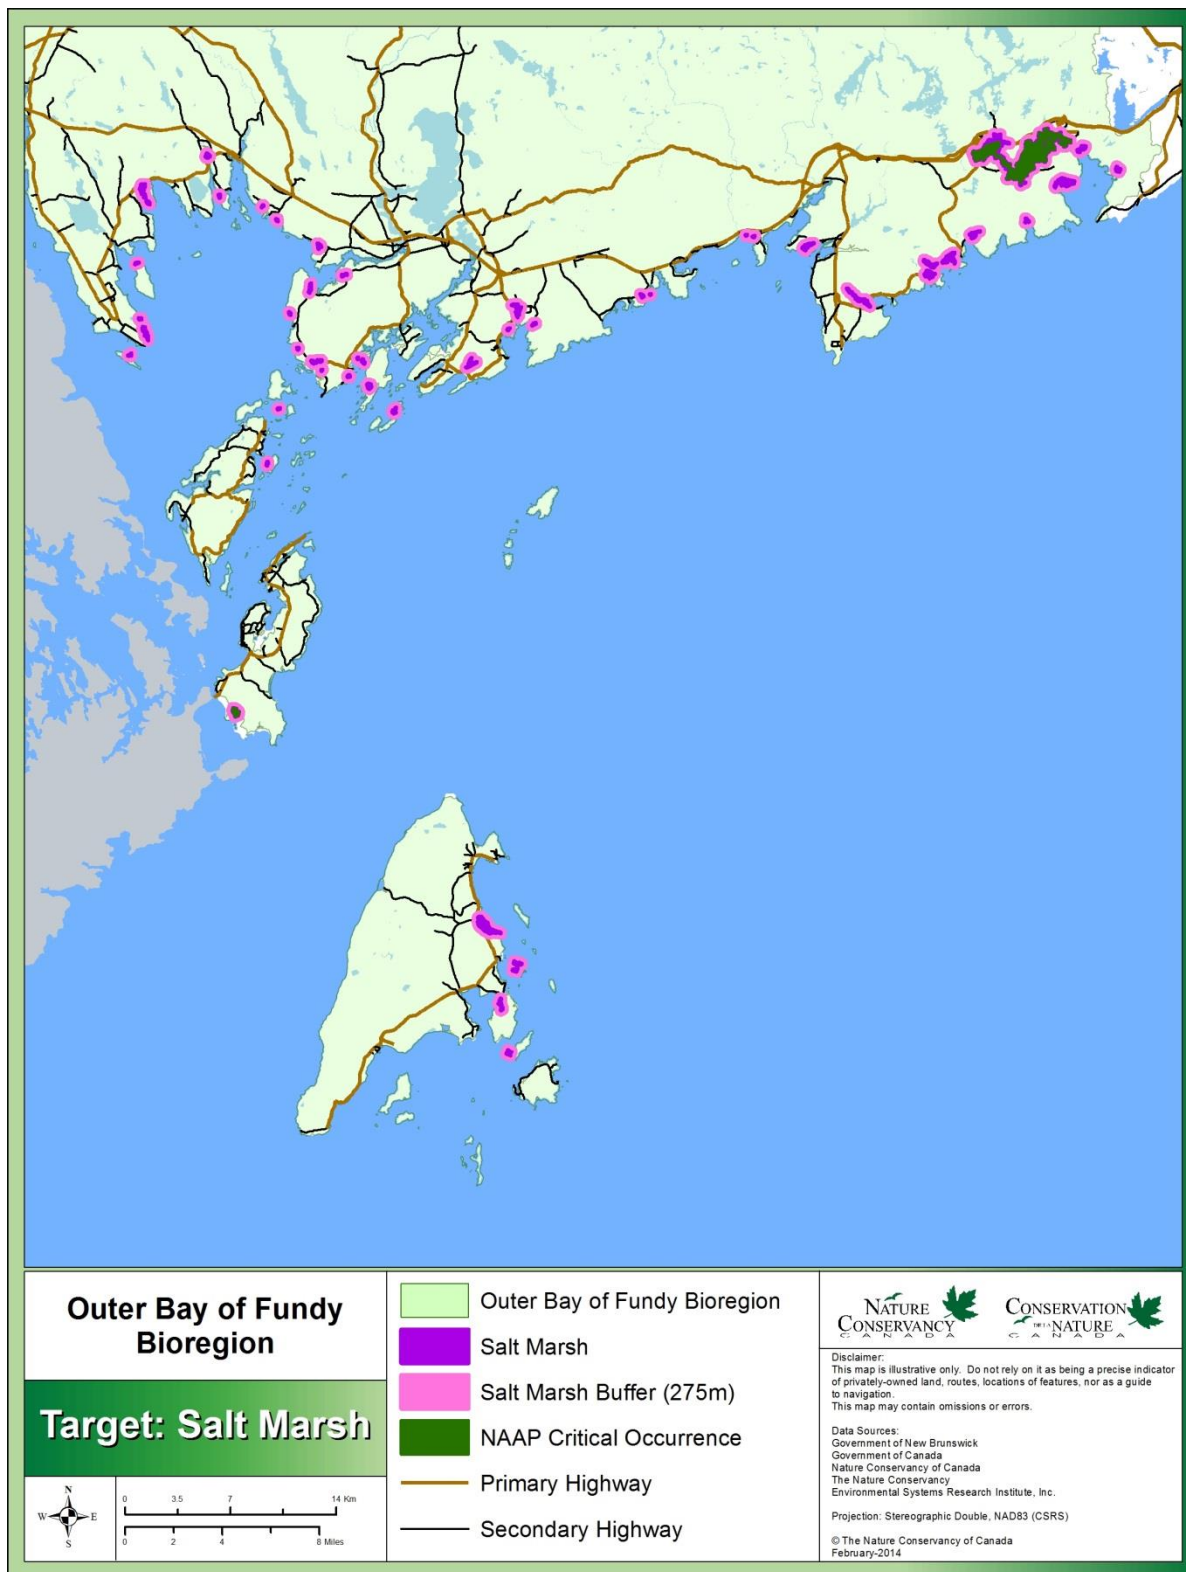 Outer Bay of Fundy
Bioregion
Target: Salt Marsh
N
W
E
S
0
3.5
7
14 Km
0
2
4
8 Miles
Outer Bay of Fundy Bioregion
Salt Marsh
Salt Marsh Buffer (275m)
NAAP Critical Occurrence
Primary Highway
Secondary Highway
NATURE
CONSERVANCY
CANADA
CONSERVATION
DE LA NATURE
CANADA
Disclaimer:
This map is illustrative only. Do not rely on it as being a precise indicator
of privately-owned land, routes, locations of features, nor as a guide
to navigation.
This map may contain omissions or errors.
Data Sources:
Government of New Brunswick
Government of Canada
Nature Conservancy of Canada
The Nature Conservancy
Environmental Systems Research Institute, Inc.
Projection: Stereographic Double, NAD83 (CSRS)
© The Nature Conservancy of Canada
February-2014